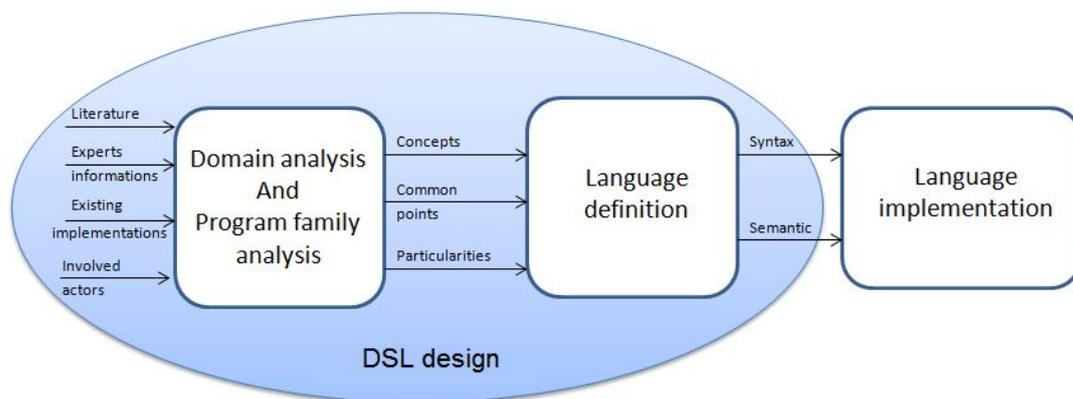 Literature
Experts
informations
Existing
implementations
Involved
actors
Domain analysis
And
Program family
analysis
Concepts
Common
points
Particularities
Language
definition
Syntax
Semantic
Language
implementation
DSL design